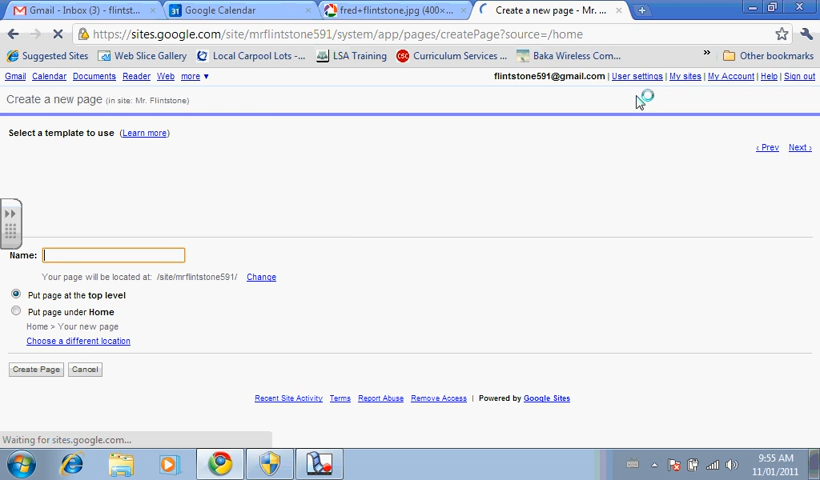 Gmail - Inbox (3) - flintst... Google Calendar fred+flintstone.jpg (400×... Create a new page - Mr. ...
https://sites.google.com/site/mrflintstone591/system/app/pages/createPage?source=/home
Suggested Sites Web Slice Gallery Local Carpool Lots -... LSA Training Curriculum Services ... Baka Wireless Com... » Other bookmarks
Gmail Calendar Documents Reader Web more ▼ flintstone591@gmail.com | User settings | My sites | My Account | Help | Sign out
Create a new page (in site: Mr. Flintstone)
Select a template to use (Learn more)
‹ Prev Next ›
Name:
Your page will be located at: /site/mrflintstone591/ Change
Put page at the top level
Put page under Home
Home > Your new page
Choose a different location
Create Page Cancel
Recent Site Activity | Terms | Report Abuse | Remove Access | Powered by Google Sites
Waiting for sites.google.com...
9:55 AM
11/01/2011